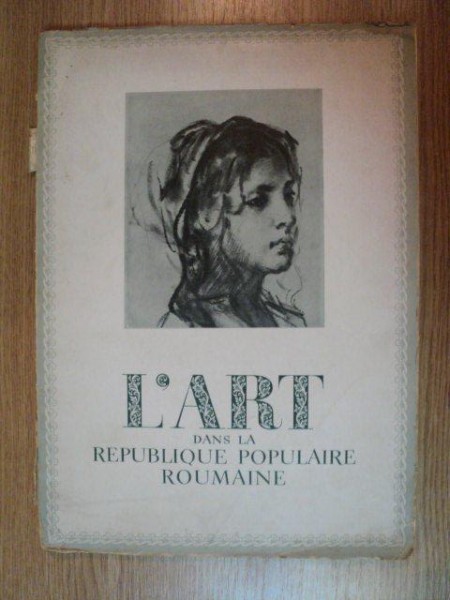 L'ART
DANS LA
REPUBLIQUE POPULAIRE
ROUMAINE